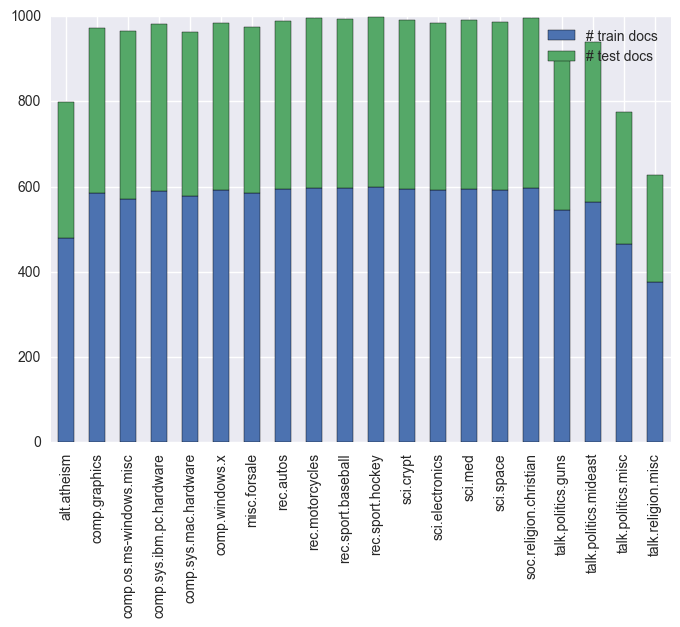 1000
800
600
400
200
0
# train docs
# test docs
alt.atheism
comp.graphics
comp.os.ms-windows.misc
comp.sys.ibm.pc.hardware
comp.sys.mac.hardware
comp.windows.x
misc.forsale
rec.autos
rec.motorcycles
rec.sport.baseball
rec.sport.hockey
sci.crypt
sci.electronics
sci.med
sci.space
soc.religion.christian
talk.politics.guns
talk.politics.mideast
talk.politics.misc
talk.religion.misc